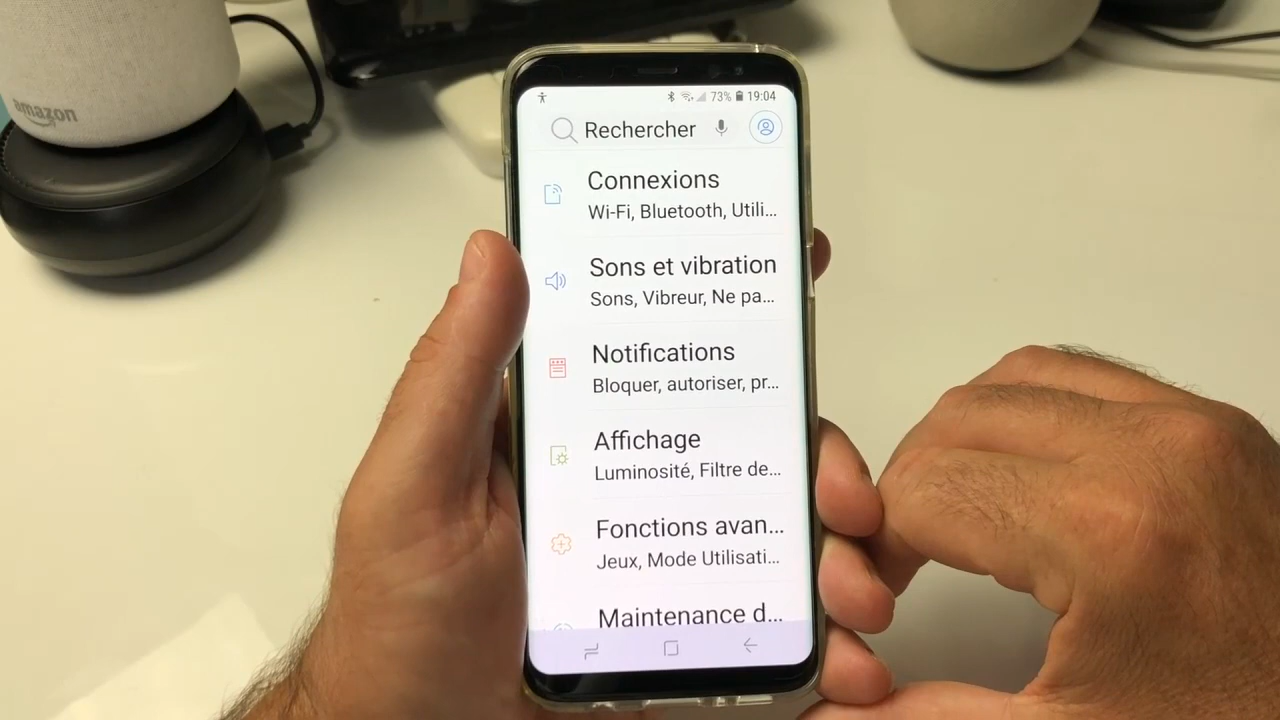 amazon
73% 19:04
Rechercher
Connexions
Wi-Fi, Bluetooth, Utili...
Sons et vibration
Sons, Vibreur, Ne pa...
Notifications
Bloquer, autoriser, pr...
Affichage
Luminosité, Filtre de...
Fonctions avan...
Jeux, Mode Utilisati...
Maintenance d...